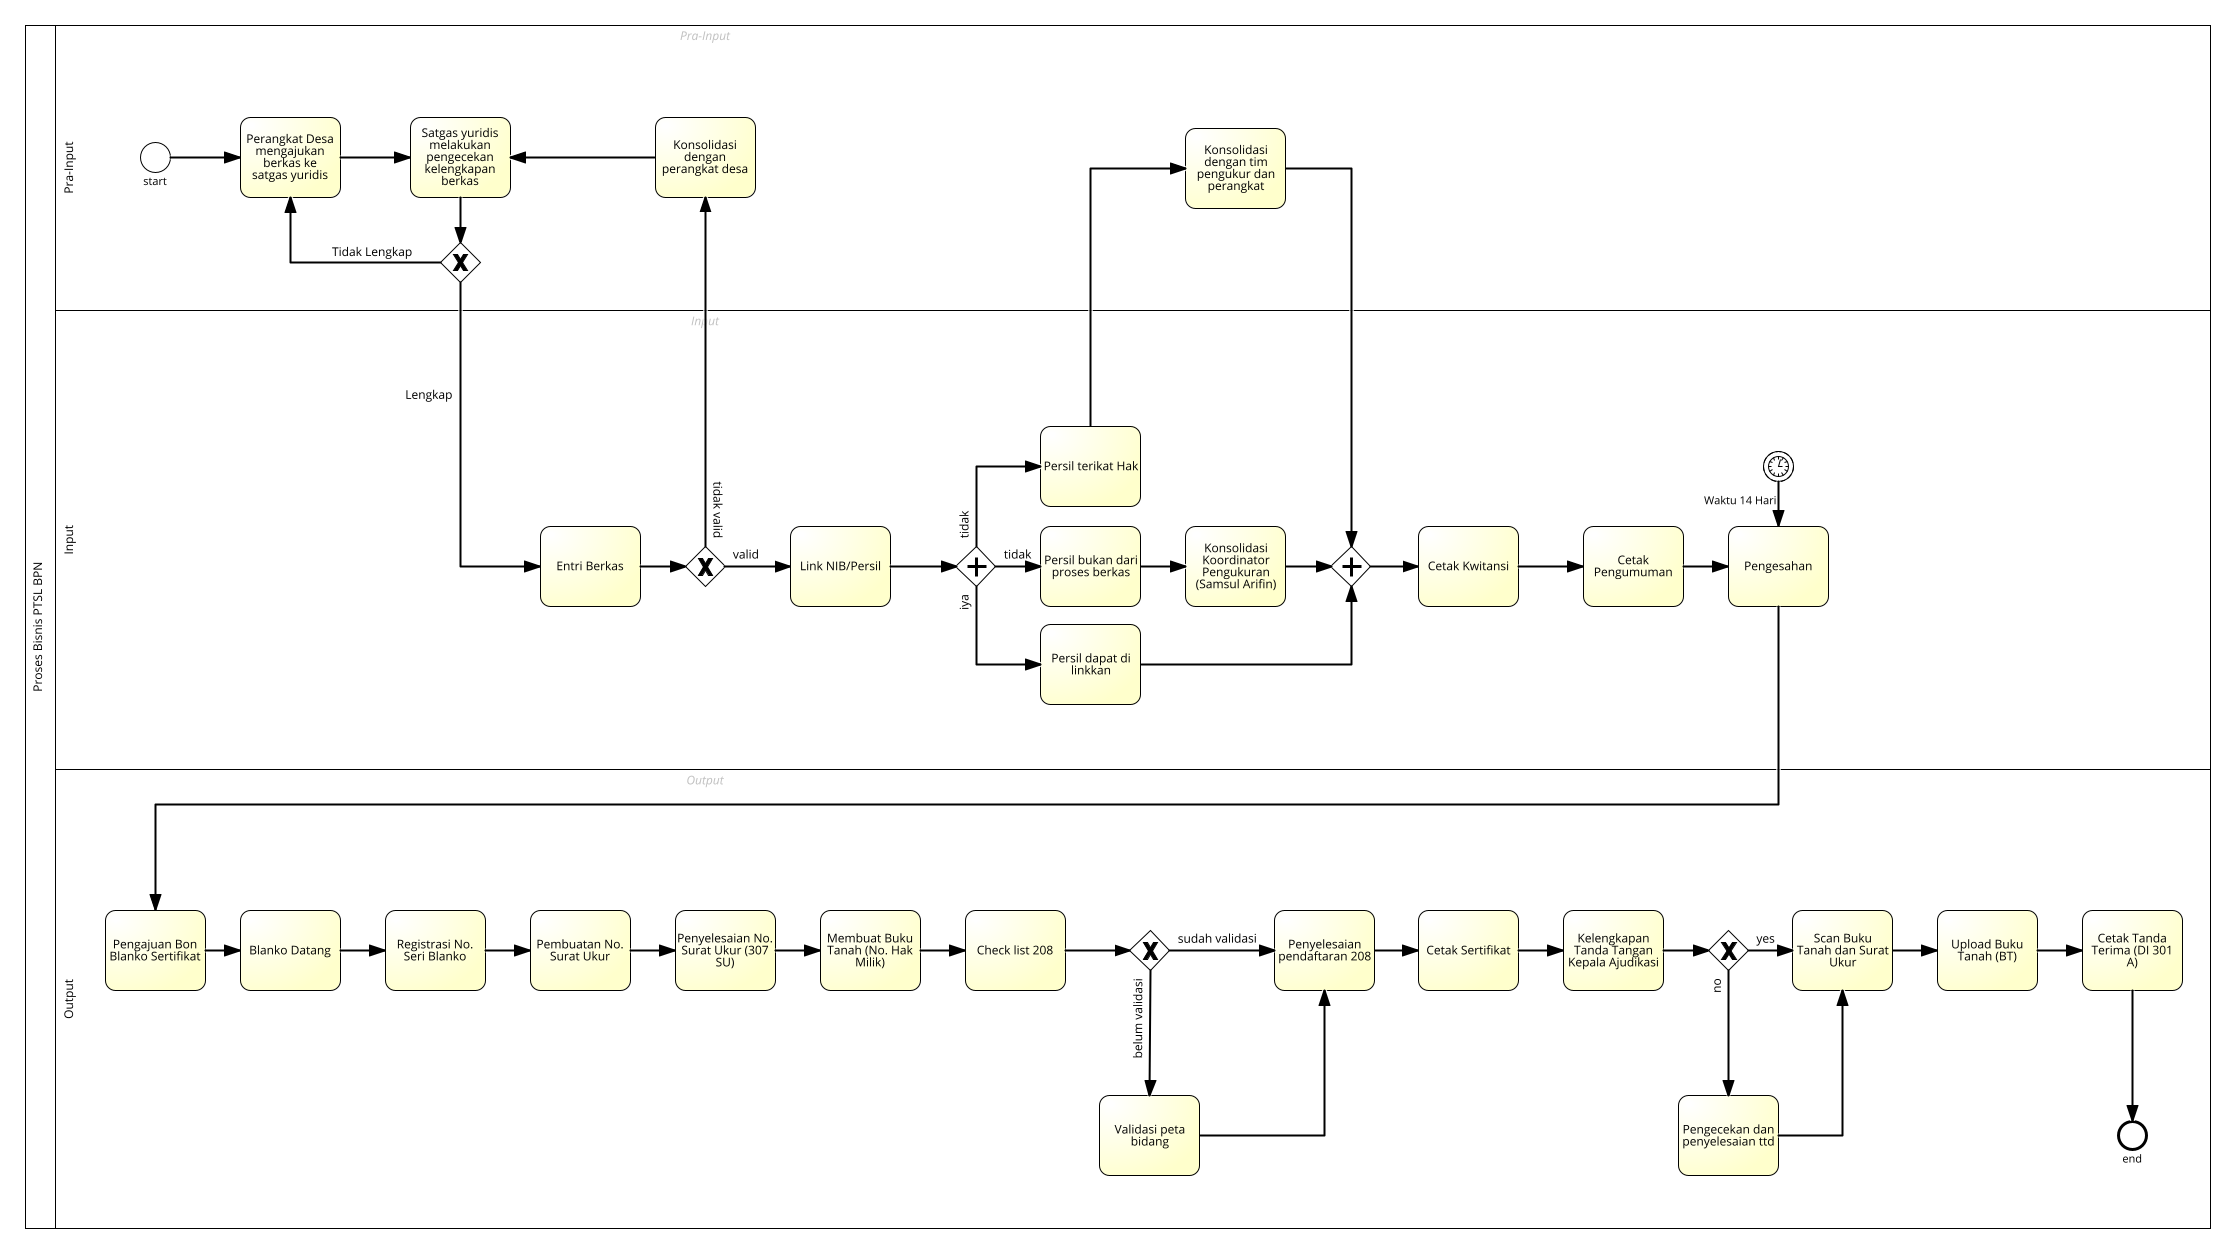 Proses Bisnis PTSL BPN
Pra-Input
Pra-Input
start
Perangkat Desa
mengajukan
berkas ke
satgas yuridis
Satgas yuridis
melakukan
pengecekan
kelengkapan
berkas
Konsolidasi
dengan
perangkat desa
Konsolidasi
dengan tim
pengukur dan
perangkat
Tidak Lengkap
Input
Input
Lengkap
Entri Berkas
tidak valid
valid
Link NIB/Persil
tidak
tidak
iya
Persil terikat Hak
Persil bukan dari
proses berkas
Persil dapat di
linkkan
Konsolidasi
Koordinator
Pengukuran
(Samsul Arifin)
Cetak Kwitansi
Cetak
Pengumuman
Waktu 14 Hari
Pengesahan
Output
Output
Pengajuan Bon
Blanko Sertifikat
Blanko Datang
Registrasi No.
Seri Blanko
Pembuatan No.
Surat Ukur
Penyelesaian No.
Surat Ukur (307
SU)
Membuat Buku
Tanah (No. Hak
Milik)
Check list 208
sudah validasi
belum validasi
Validasi peta
bidang
Penyelesaian
pendaftaran 208
Cetak Sertifikat
Kelengkapan
Tanda Tangan
Kepala Ajudikasi
yes
no
Pengecekan dan
penyelesaian ttd
Scan Buku
Tanah dan Surat
Ukur
Upload Buku
Tanah (BT)
Cetak Tanda
Terima (DI 301
A)
end